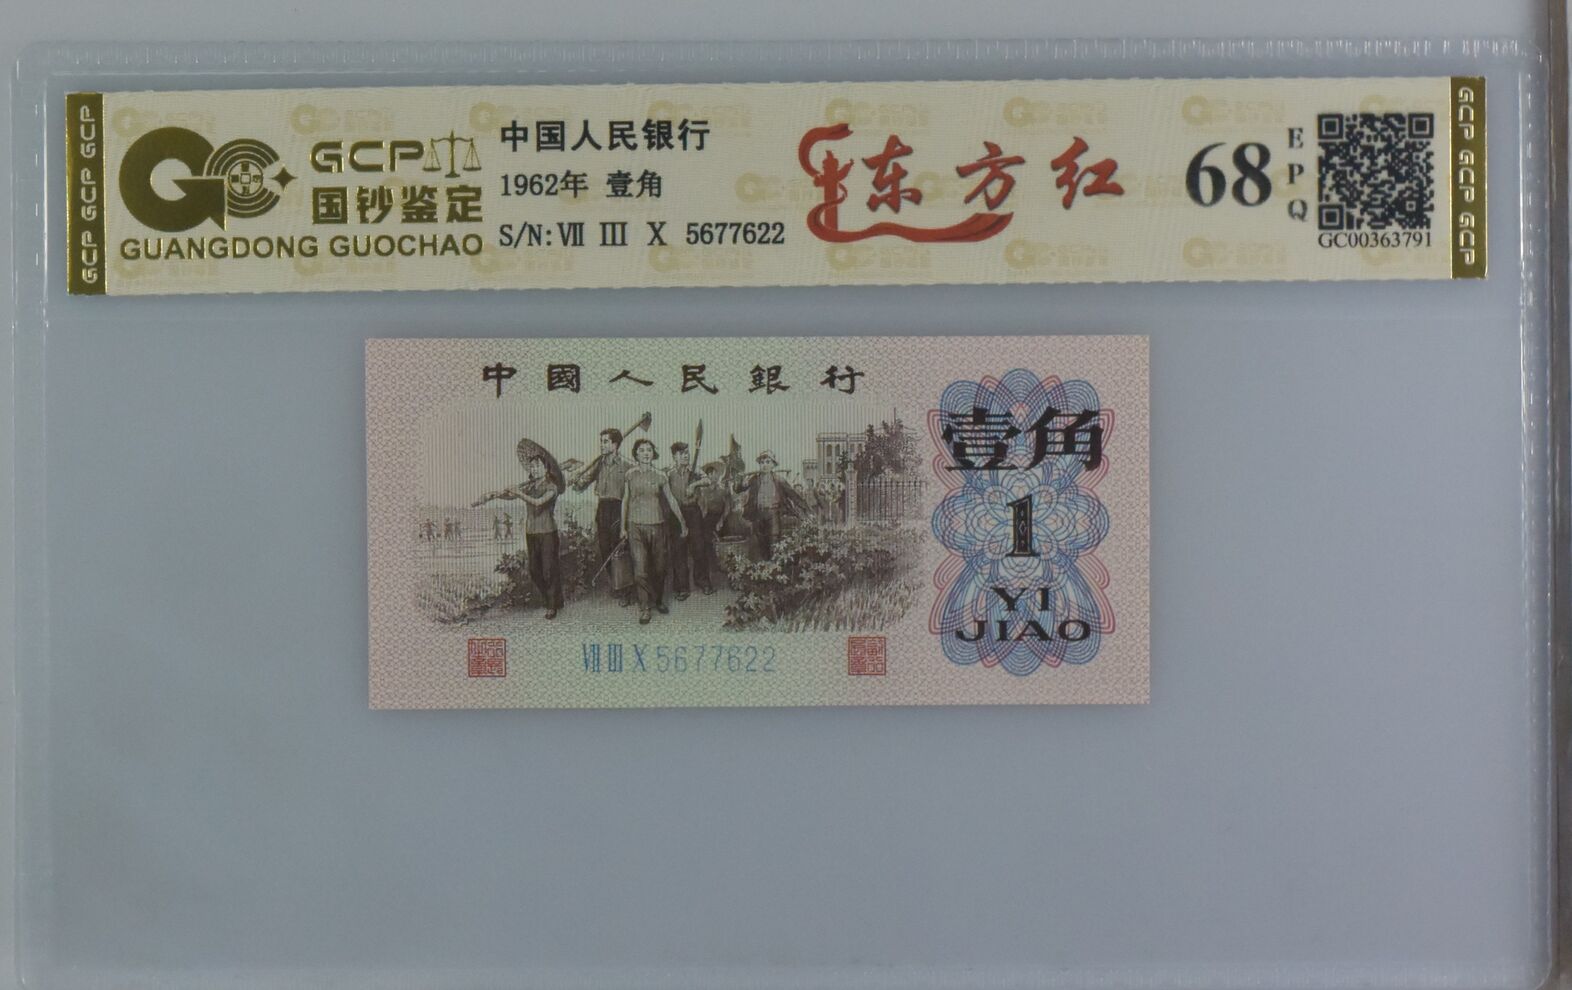 GCP GCP GCP
GCP
国钞鉴定
GUANGDONG GUOCHAO
中国人民银行
1962年 壹角
S/N: Ⅶ Ⅲ Ⅹ 5677622
东方红
68
EPQ
GC00363791
GCP GCP GCP
中國人民銀行
壹角
1
YI
JIAO
Ⅶ Ⅲ Ⅹ 5677622